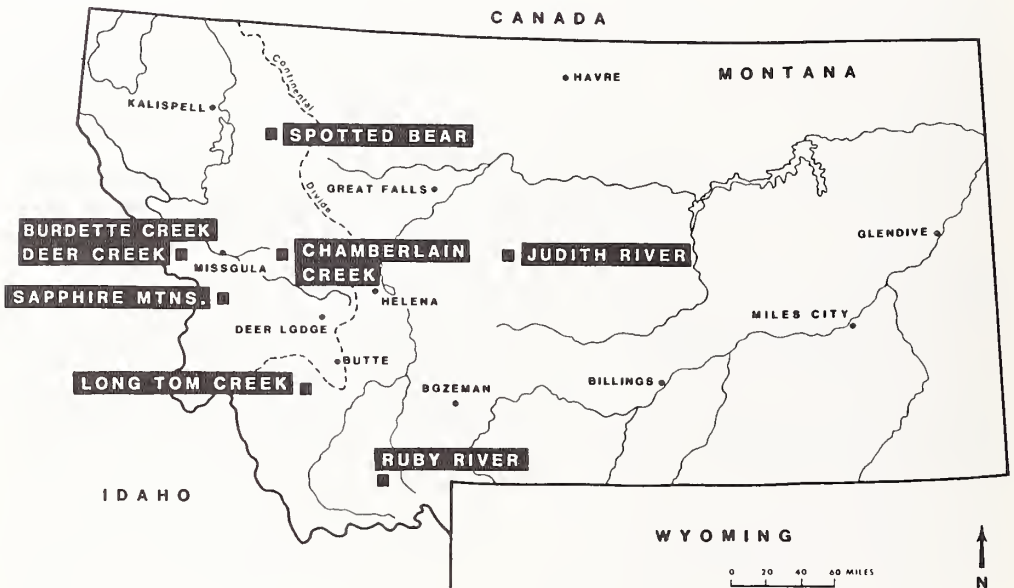 CANADA
HAVRE
MONTANA
Continental
KALISPELL
SPOTTED BEAR
GREAT FALLS
Divide
BURDETTE CREEK
DEER CREEK
MISSGULA
CHAMBERLAIN
CREEK
JUDITH RIVER
GLENDIVE
SAPPHIRE MTNS.
HELENA
DEER LODGE
MILES CITY
BUTTE
LONG TOM CREEK
BOZEMAN
BILLINGS
RUBY RIVER
IDAHO
WYOMING
0 20 40 60 MILES
N